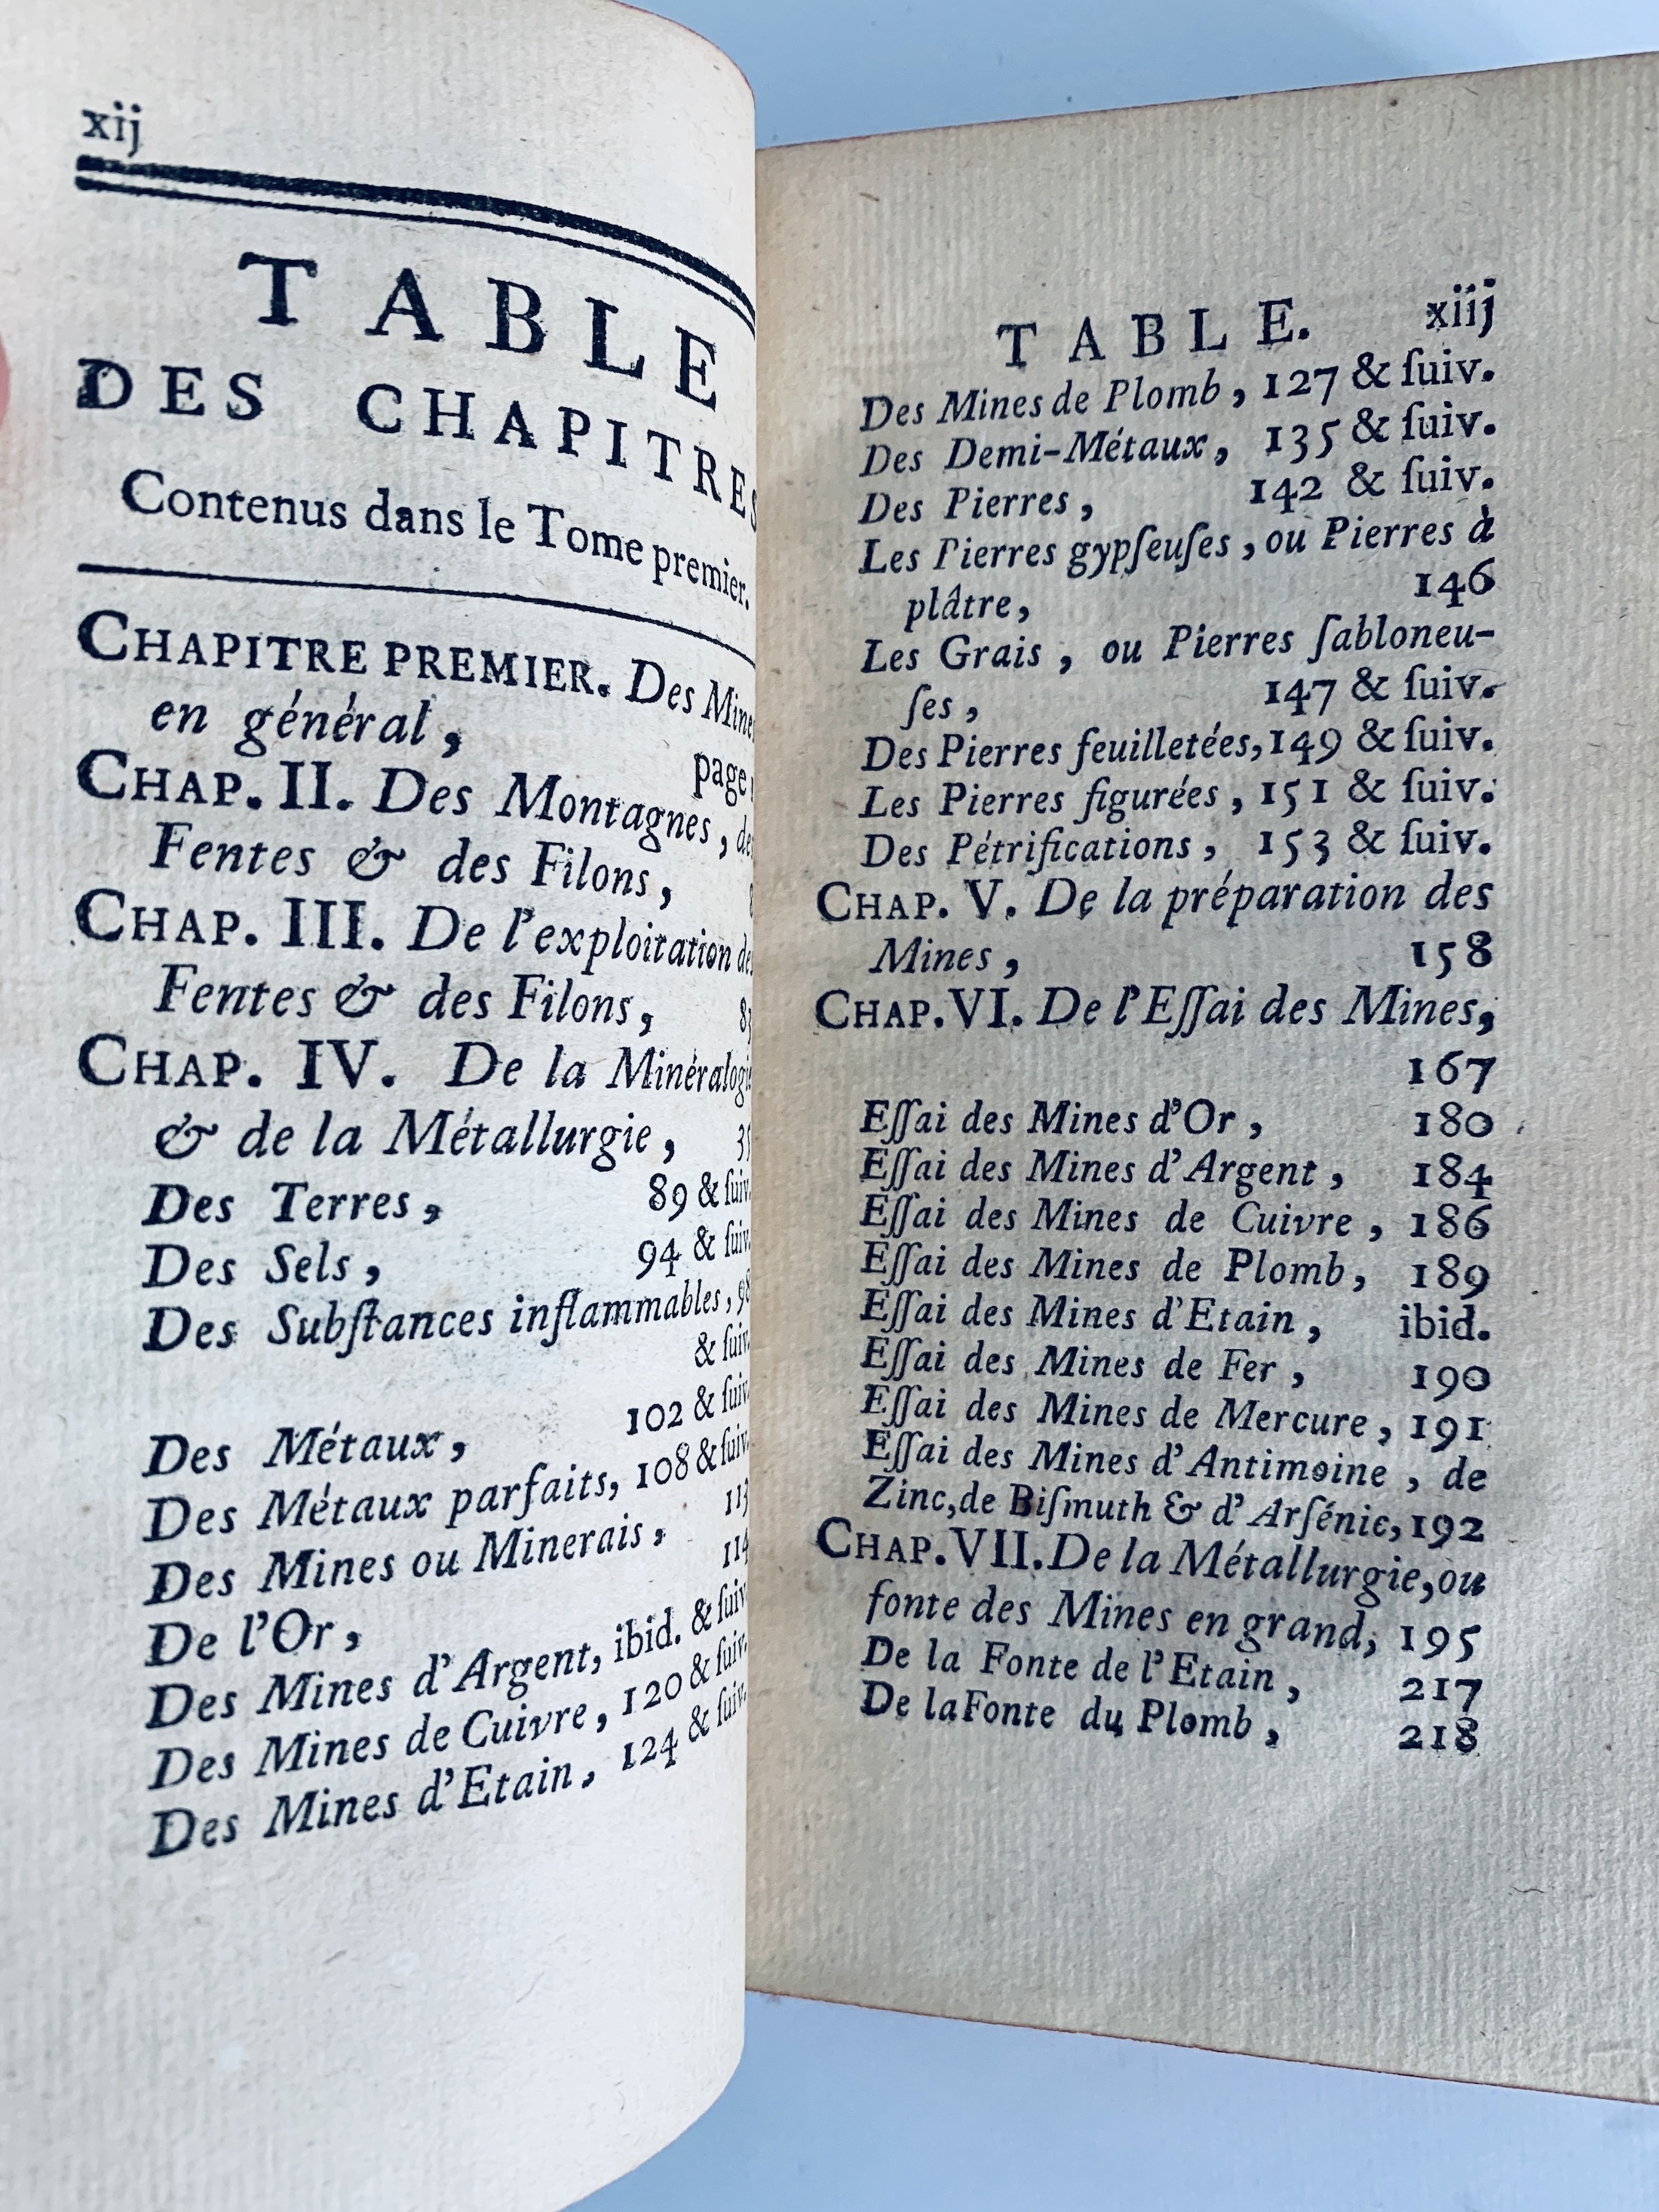 xij
TABLE
DES CHAPITRES
Contenus dans le Tome premier.
CHAPITRE PREMIER. Des Mines
en général,
page
CHAP. II. Des Montagnes, des
Fentes & des Filons,
CHAP. III. De l'exploitation des
Fentes & des Filons,
CHAP. IV. De la Minéralogie
& de la Métallurgie,
Des Terres, 89 & ſuiv.
Des Sels, 94 & ſuiv.
Des Subſtances inflammables, 98
& ſuiv.
Des Métaux, 102 & ſuiv.
Des Métaux parfaits, 108 & ſuiv.
Des Mines ou Minerais, 113
De l'Or, 114
Des Mines d'Argent, ibid. & ſuiv.
Des Mines de Cuivre, 120 & ſuiv.
Des Mines d'Etain, 124 & ſuiv.
TABLE. xiij
Des Mines de Plomb, 127 & ſuiv.
Des Demi-Métaux, 135 & ſuiv.
Des Pierres, 142 & ſuiv.
Les Pierres gypſeuſes, ou Pierres à
plâtre, 146
Les Grais, ou Pierres ſabloneu-
ſes, 147 & ſuiv.
Des Pierres feuilletées, 149 & ſuiv.
Les Pierres figurées, 151 & ſuiv.
Des Pétrifications, 153 & ſuiv.
CHAP. V. De la préparation des
Mines, 158
CHAP. VI. De l'Eſſai des Mines,
167
Eſſai des Mines d'Or, 180
Eſſai des Mines d'Argent, 184
Eſſai des Mines de Cuivre, 186
Eſſai des Mines de Plomb, 189
Eſſai des Mines d'Etain, ibid.
Eſſai des Mines de Fer, 190
Eſſai des Mines de Mercure, 191
Eſſai des Mines d'Antimoine, de
Zinc, de Biſmuth & d'Arſénic, 192
CHAP. VII. De la Métallurgie, ou
fonte des Mines en grand, 195
De la Fonte de l'Etain, 217
De la Fonte du Plomb, 218